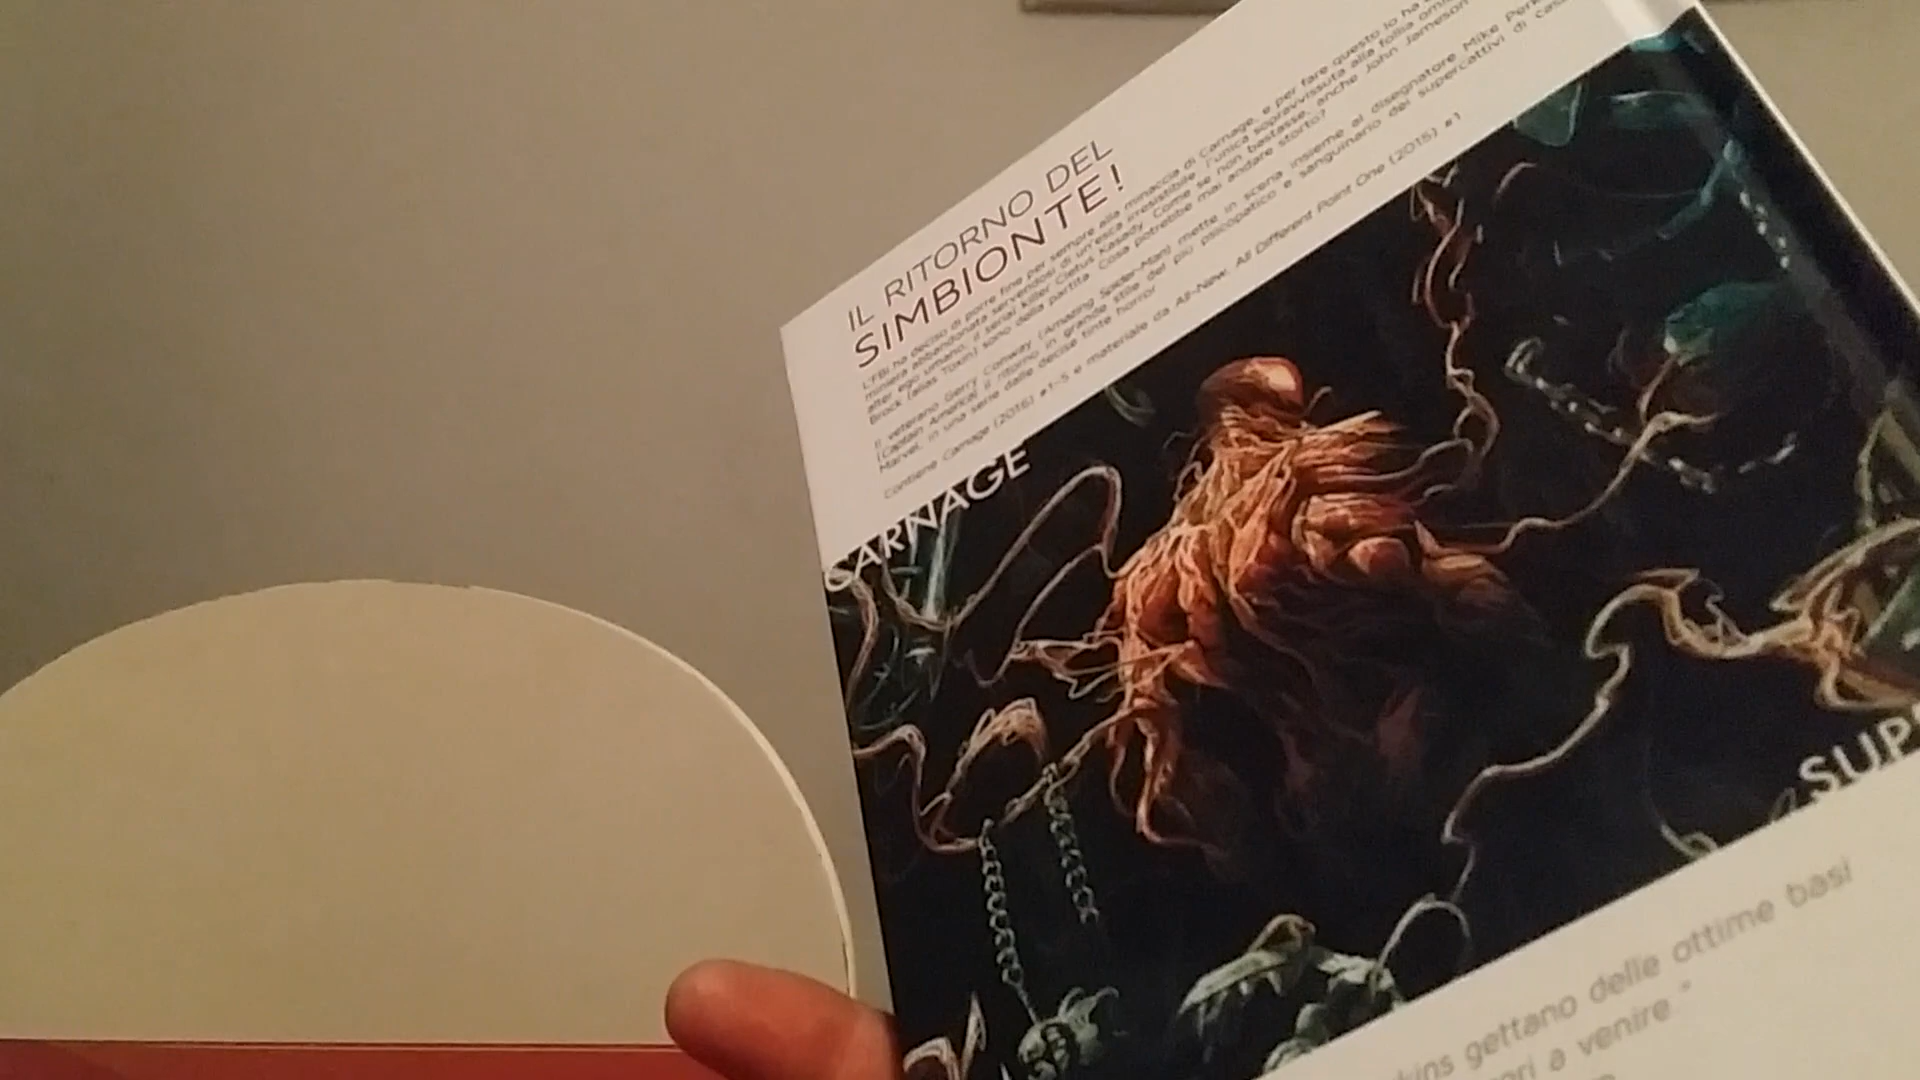 IL RITORNO DEL
SIMBIONTE!
L'FBI ha deciso di porre fine per sempre alla minaccia di Carnage, e per fare questo lo ha
miniera abbandonata servendosi di un'esca irresistibile: l'unica sopravvissuta alla follia
alter ego umano, il serial killer Cletus Kasady. Come se non bastasse, anche John Jameson
Brock (alias Toxin) sono della partita. Cosa potrebbe mai andare storto?
Il veterano Gerry Conway (Amazing Spider-Man) mette in scena insieme al disegnatore Mike
(Captain America) il ritorno in grande stile del più psicopatico e sanguinario dei supercattivi di casa
Marvel, in una serie dalle decise tinte horror.
Contiene Carnage (2016) #1-5 e materiale da All-New, All Different Point One (2015) #1
CARNAGE
gettano delle ottime basi
a venire."